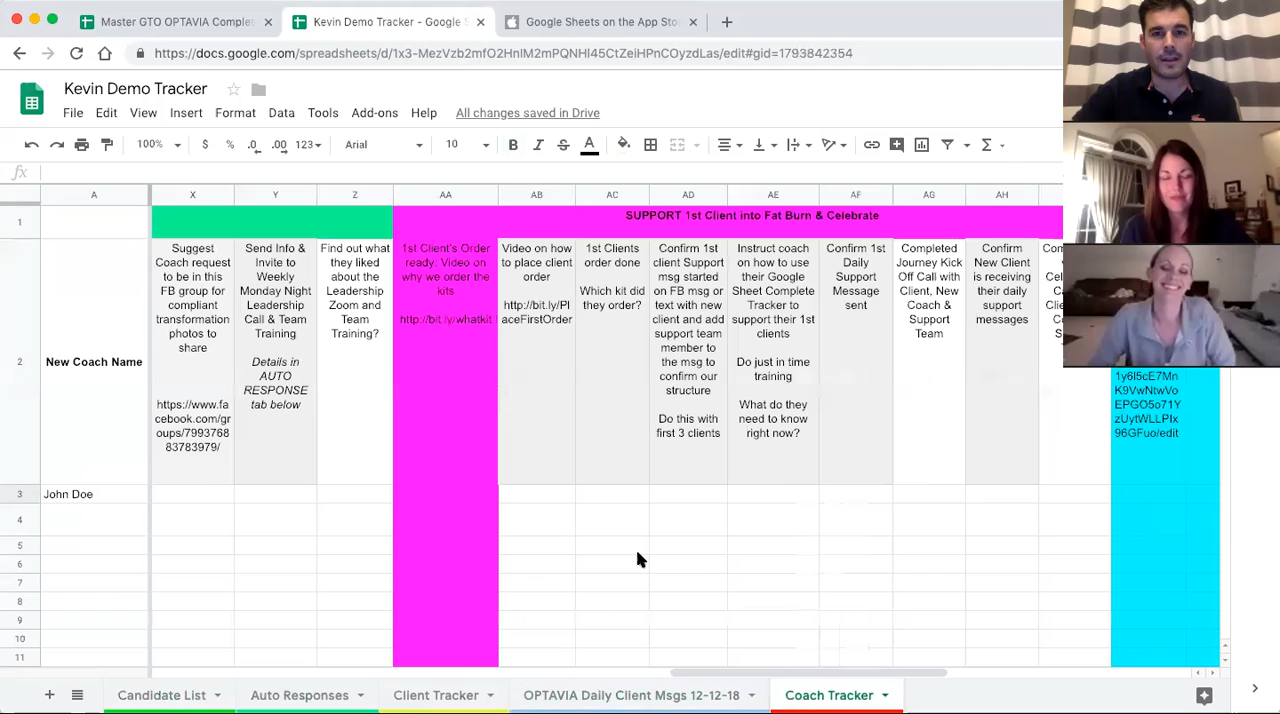 Master GTO OPTAVIA Complet
Kevin Demo Tracker - Google S
Google Sheets on the App Sto
https://docs.google.com/spreadsheets/d/1x3-MezVzb2mfO2HnlM2mPQNHl45CtZeiHPnCOyzdLas/edit#gid=1793842354
Kevin Demo Tracker
File Edit View Insert Format Data Tools Add-ons Help All changes saved in Drive
100% $ % .0 .00 123 Arial 10 B I S A Σ
fx
A X Y Z AA AB AC AD AE AF AG AH
1
SUPPORT 1st Client into Fat Burn & Celebrate
2
New Coach Name
Suggest
Coach request
to be in this
FB group for
compliant
transformation
photos to
share
https://www.fa
cebook.com/gr
oups/7993768
83783979/
Send Info &
Invite to
Weekly
Monday Night
Leadership
Call & Team
Training
Details in
AUTO
RESPONSE
tab below
Find out what
they liked
about the
Leadership
Zoom and
Team
Training?
1st Client's Order
ready: Video on
why we order the
kits
http://bit.ly/whatkit
Video on how
to place client
order
http://bit.ly/Pl
aceFirstOrder
1st Clients
order done
Which kit did
they order?
Confirm 1st
client Support
msg started
on FB msg or
text with new
client and add
support team
member to
the msg to
confirm our
structure
Do this with
first 3 clients
Instruct coach
on how to use
their Google
Sheet Complete
Tracker to
support their 1st
clients
Do just in time
training
What do they
need to know
right now?
Confirm 1st
Daily
Support
Message
sent
Completed
Journey Kick
Off Call with
Client, New
Coach &
Support
Team
Confirm
New Client
is receiving
their daily
support
messages
1y6I5cE7Mn
K9VwNtwVo
EPGO5o71Y
zUytWLLPIx
96GFuo/edit
3 John Doe
4
5
6
7
8
9
10
11
Candidate List
Auto Responses
Client Tracker
OPTAVIA Daily Client Msgs 12-12-18
Coach Tracker